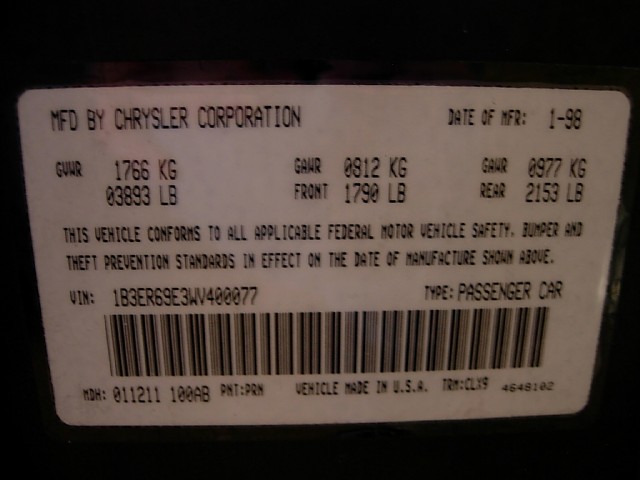 MFD BY CHRYSLER CORPORATION DATE OF MFR: 1-98
GVWR 1766 KG GAWR 0812 KG GAWR 0977 KG
03893 LB FRONT 1790 LB REAR 2153 LB
THIS VEHICLE CONFORMS TO ALL APPLICABLE FEDERAL MOTOR VEHICLE SAFETY, BUMPER AND
THEFT PREVENTION STANDARDS IN EFFECT ON THE DATE OF MANUFACTURE SHOWN ABOVE.
VIN: 1B3ER69E3WV400077 TYPE: PASSENGER CAR
MDH: 011211 100AB PNT:PRN VEHICLE MADE IN U.S.A. TRM:CLX9 4648102